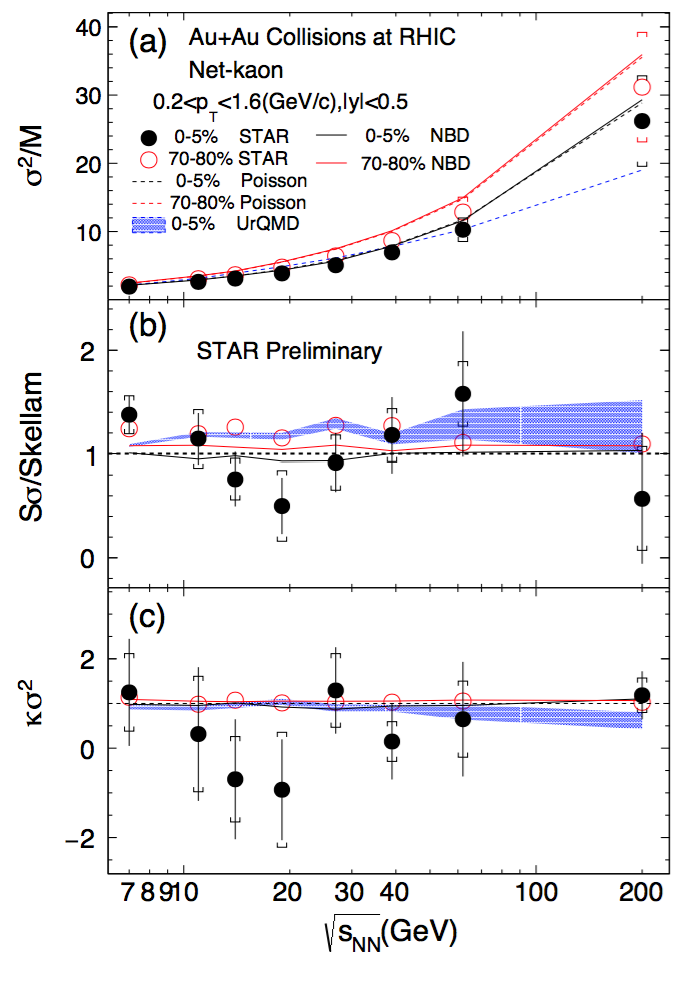 (a) Au+Au Collisions at RHIC
Net-kaon
0.2<p_T<1.6(GeV/c),|y|<0.5
0-5% STAR 0-5% NBD
70-80% STAR 70-80% NBD
0-5% Poisson
70-80% Poisson
0-5% UrQMD
σ²/M
40
30
20
10
(b)
STAR Preliminary
Sσ/Skellam
2
1
0
(c)
κσ²
2
0
−2
7 8 9 10 20 30 40 100 200
√s_NN(GeV)